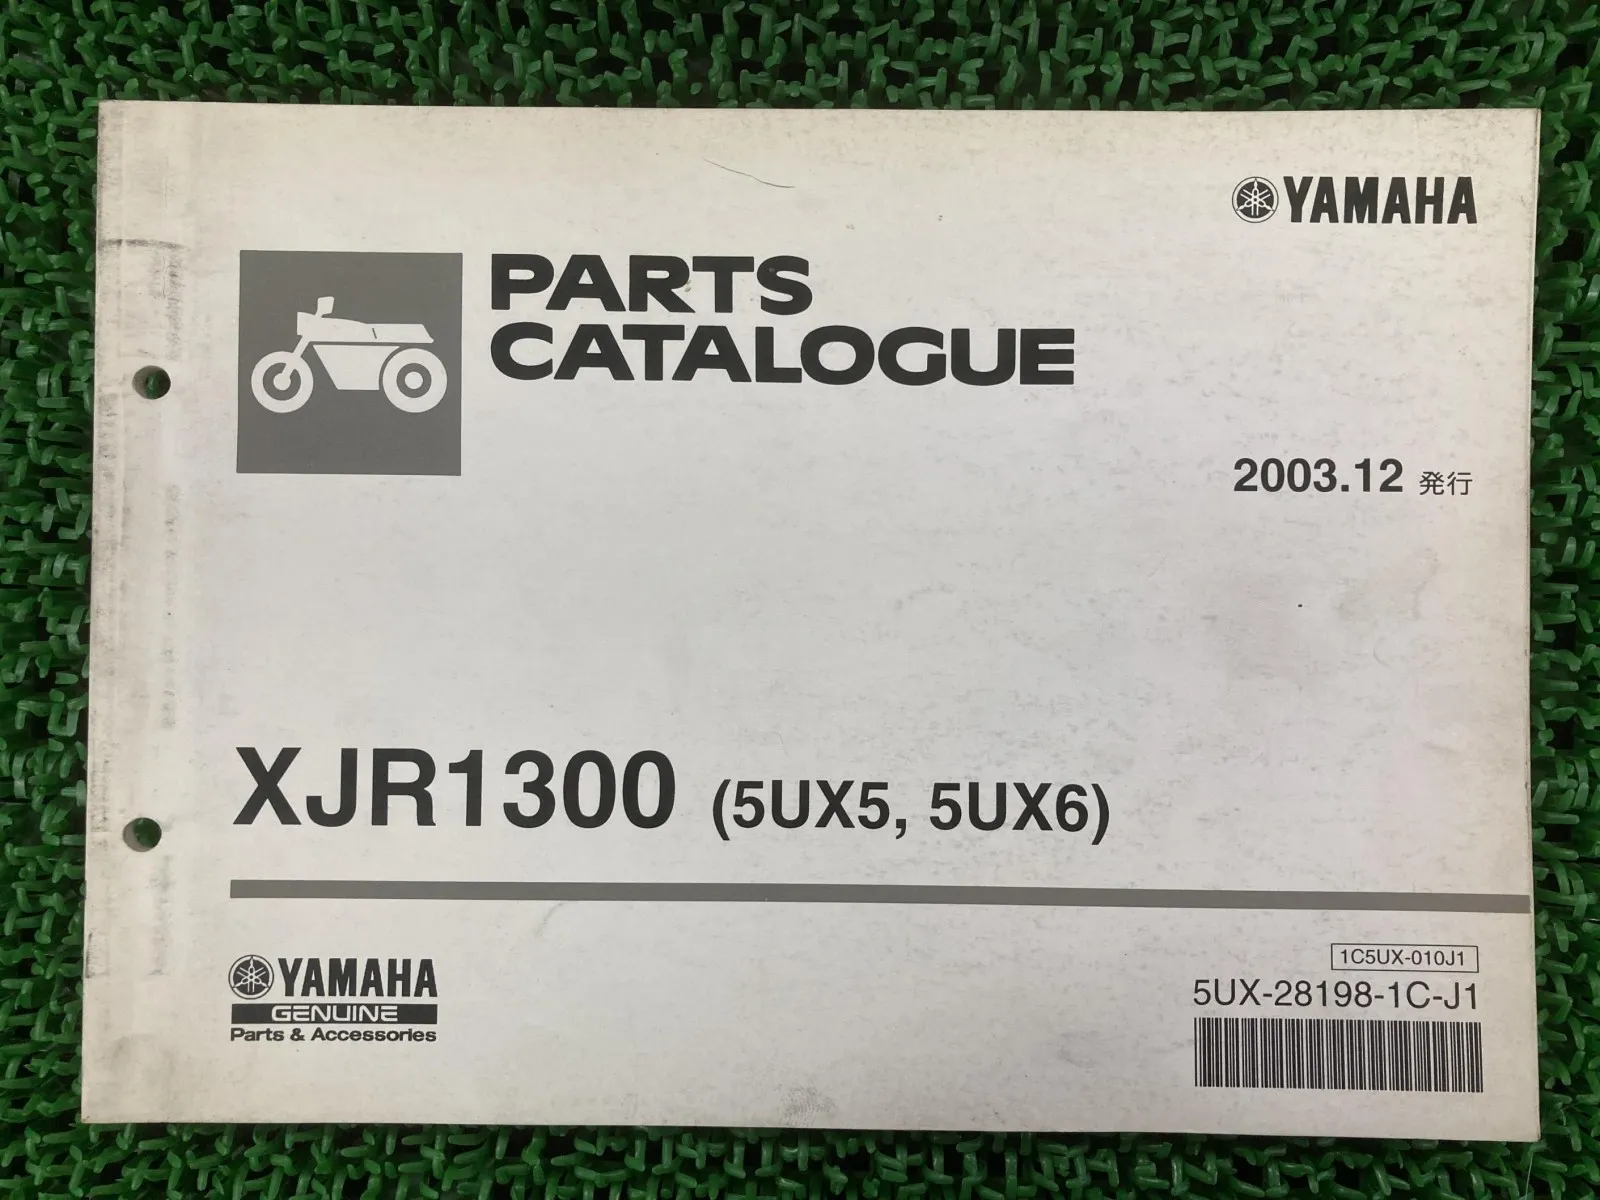 YAMAHA
PARTS
CATALOGUE
2003.12 発行
XJR1300 (5UX5, 5UX6)
YAMAHA
GENUINE
Parts & Accessories
1C5UX-010J1
5UX-28198-1C-J1